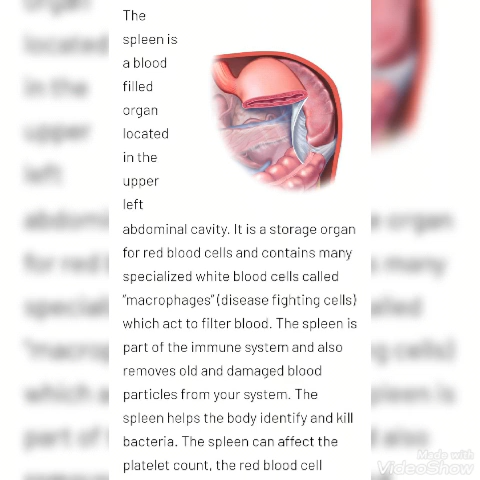 The
spleen is
a blood
filled
organ
located
in the
upper
left
abdominal cavity. It is a storage organ
for red blood cells and contains many
specialized white blood cells called
"macrophages" (disease fighting cells)
which act to filter blood. The spleen is
part of the immune system and also
removes old and damaged blood
particles from your system. The
spleen helps the body identify and kill
bacteria. The spleen can affect the
platelet count, the red blood cell
Made with
VideoShow